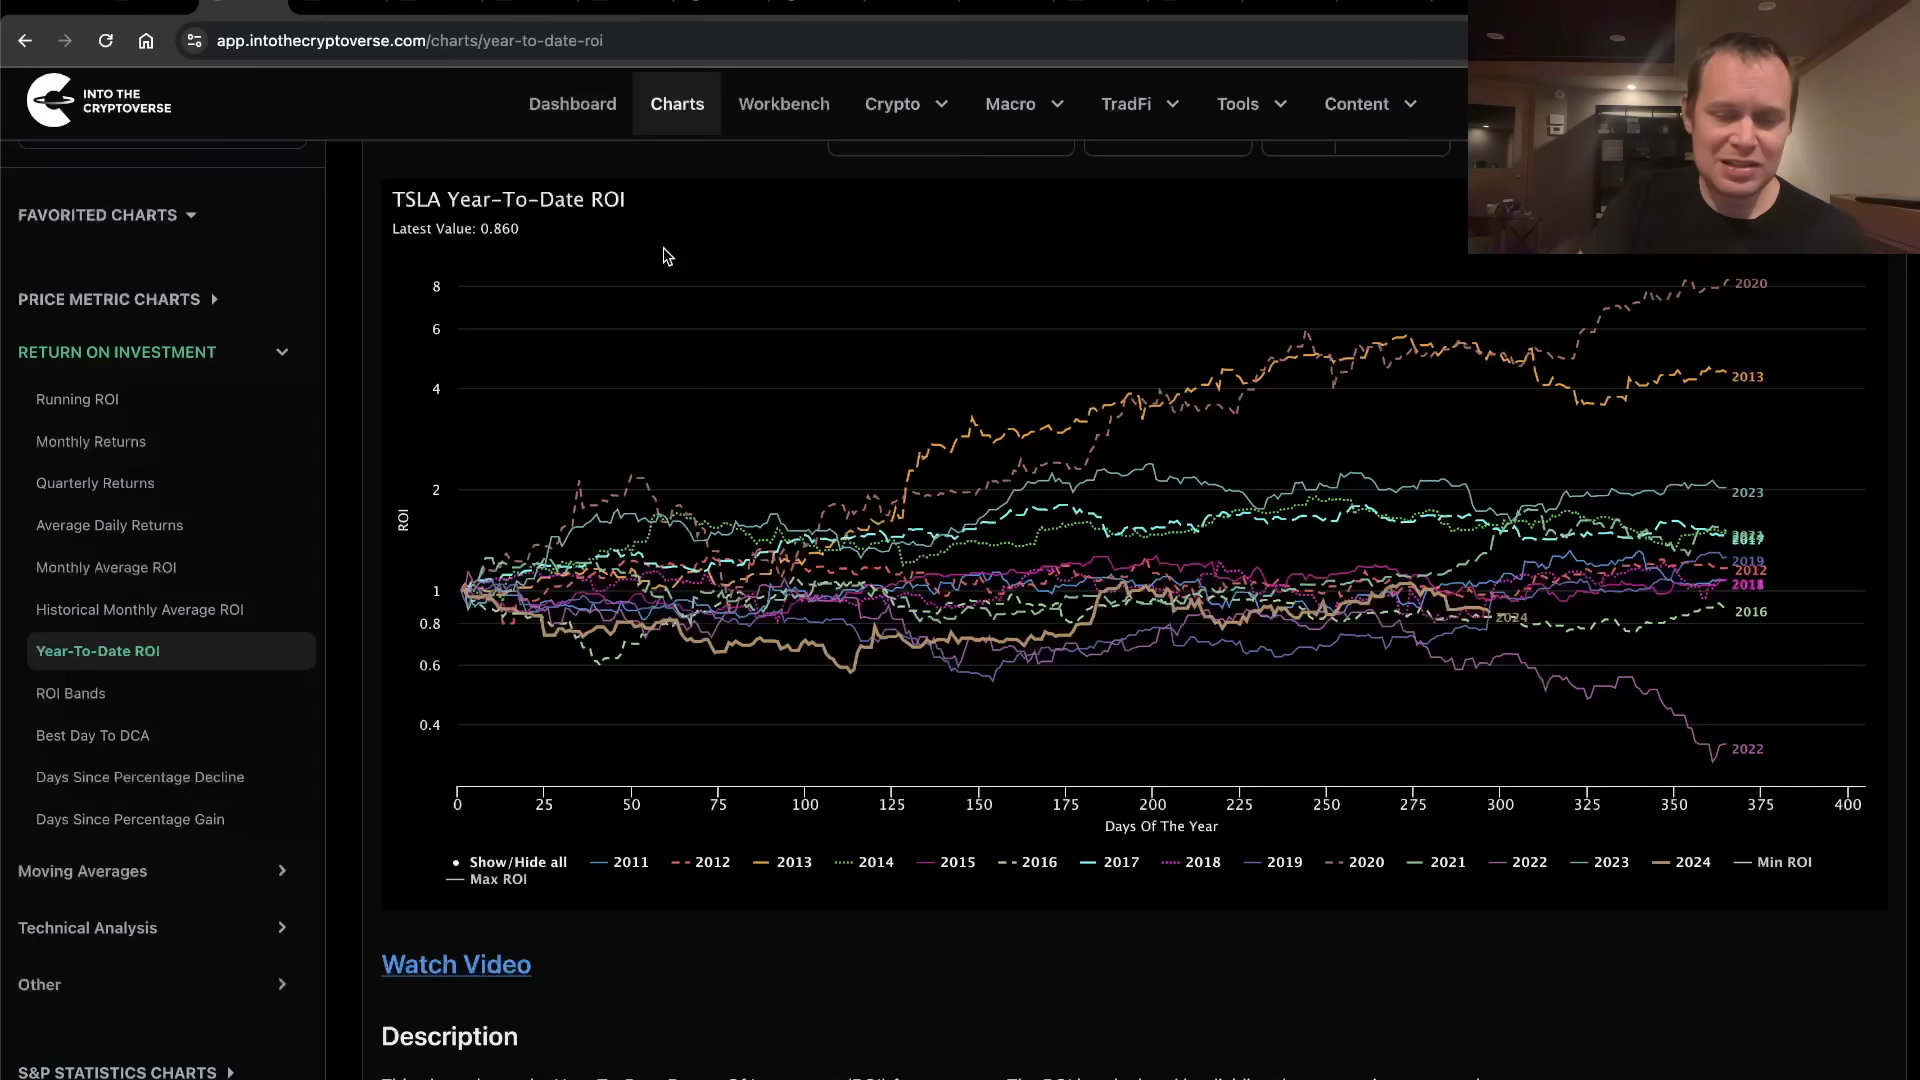 app.intothecryptoverse.com/charts/year-to-date-roi
INTO THE
CRYPTOVERSE
Dashboard
Charts
Workbench
Crypto
Macro
TradFi
Tools
Content
FAVORITED CHARTS
PRICE METRIC CHARTS
RETURN ON INVESTMENT
Running ROI
Monthly Returns
Quarterly Returns
Average Daily Returns
Monthly Average ROI
Historical Monthly Average ROI
Year-To-Date ROI
ROI Bands
Best Day To DCA
Days Since Percentage Decline
Days Since Percentage Gain
Moving Averages
Technical Analysis
Other
S&P STATISTICS CHARTS
TSLA Year-To-Date ROI
Latest Value: 0.860
8
6
4
2
1
0.8
0.6
0.4
ROI
2020
2013
2023
2017
2019
2012
2018
2016
2024
2022
0 25 50 75 100 125 150 175 200 225 250 275 300 325 350 375 400
Days Of The Year
Show/Hide all 2011 2012 2013 2014 2015 2016 2017 2018 2019 2020 2021 2022 2023 2024 Min ROI
Max ROI
Watch Video
Description